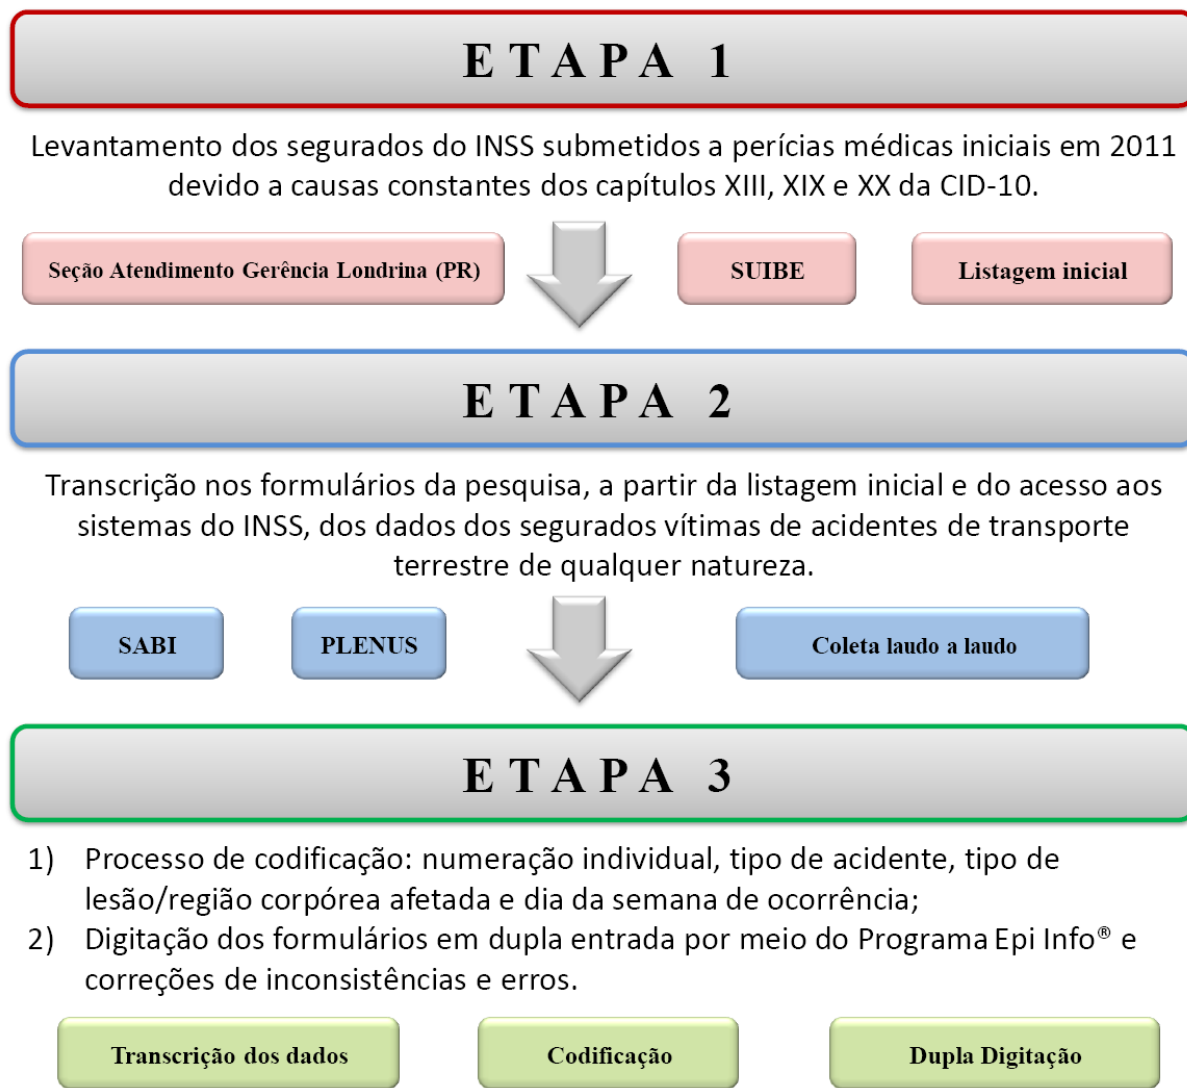 ETAPA 1
Levantamento dos segurados do INSS submetidos a perícias médicas iniciais em 2011
devido a causas constantes dos capítulos XIII, XIX e XX da CID-10.
Seção Atendimento Gerência Londrina (PR)
SUIBE
Listagem inicial
ETAPA 2
Transcrição nos formulários da pesquisa, a partir da listagem inicial e do acesso aos
sistemas do INSS, dos dados dos segurados vítimas de acidentes de transporte
terrestre de qualquer natureza.
SABI
PLENUS
Coleta laudo a laudo
ETAPA 3
1) Processo de codificação: numeração individual, tipo de acidente, tipo de
lesão/região corpórea afetada e dia da semana de ocorrência;
2) Digitação dos formulários em dupla entrada por meio do Programa Epi Info® e
correções de inconsistências e erros.
Transcrição dos dados
Codificação
Dupla Digitação